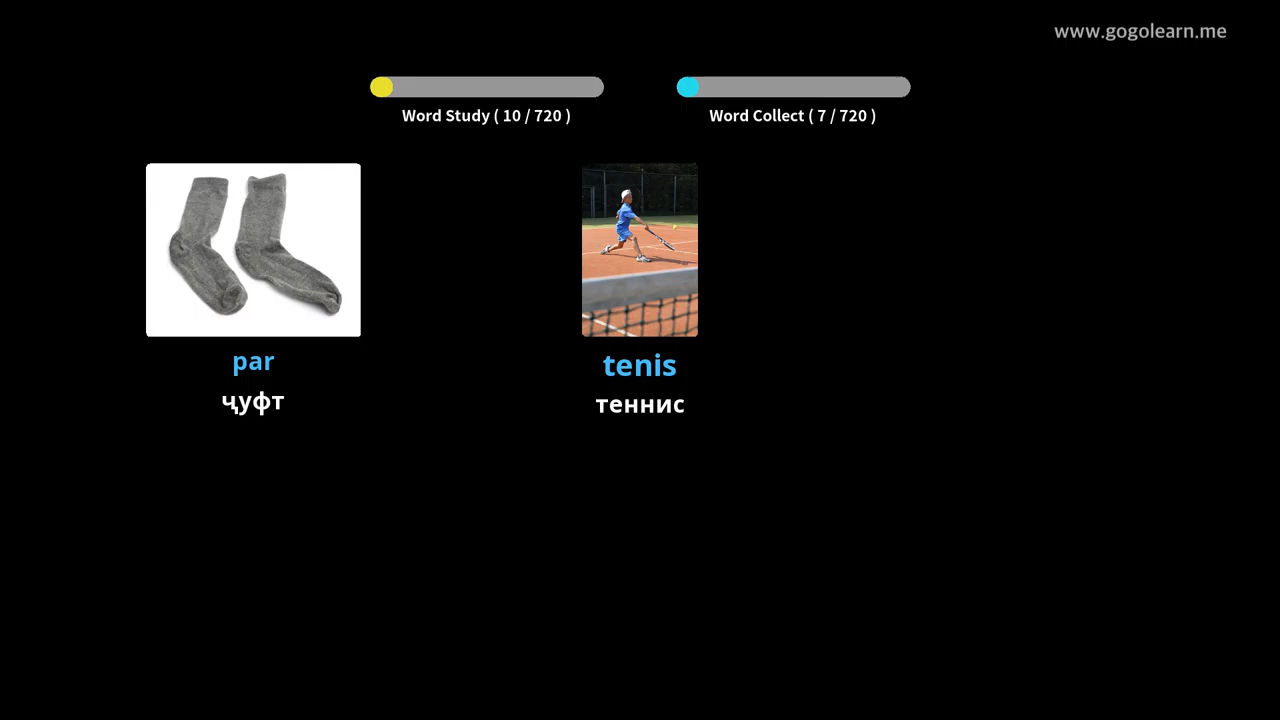 www.gogolearn.me
Word Study ( 10 / 720 )
Word Collect ( 7 / 720 )
par
ҷуфт
tenis
теннис